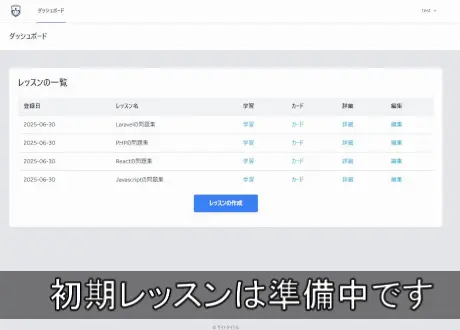 ダッシュボード test
ダッシュボード
レッスンの一覧
登録日 レッスン名 学習 カード 詳細 編集
2025-06-30 Laravelの問題集 学習 カード 詳細 編集
2025-06-30 PHPの問題集 学習 カード 詳細 編集
2025-06-30 Reactの問題集 学習 カード 詳細 編集
2025-06-30 Javascriptの問題集 学習 カード 詳細 編集
レッスンの作成
初期レッスンは準備中です